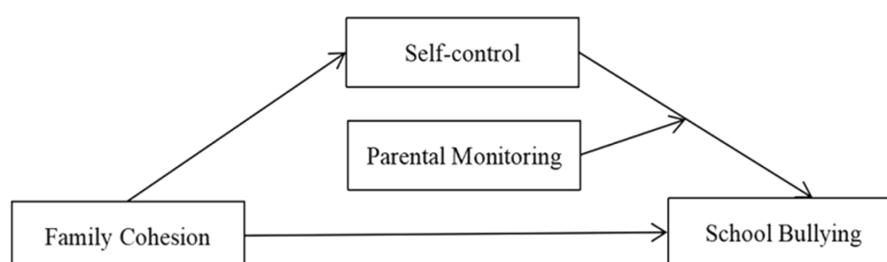 Self-control
Parental Monitoring
Family Cohesion
School Bullying